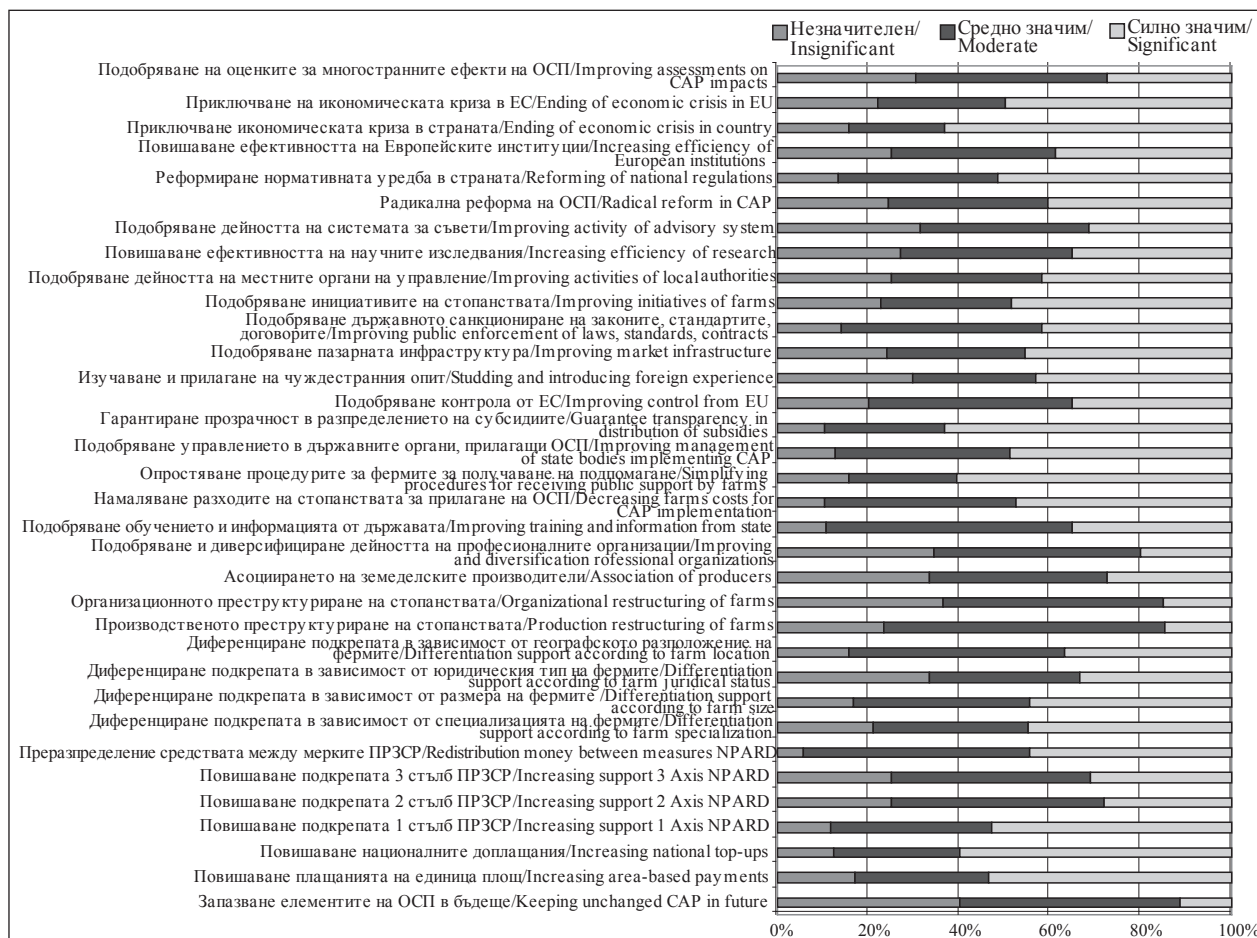 Незначителен/
Insignificant
Средно значим/
Moderate
Силно значим/
Significant
Подобряване на оценките за многостранните ефекти на ОСП/Improving assessments on
CAP impacts
Приключване на икономическата криза в ЕС/Ending of economic crisis in EU
Приключване икономическата криза в страната/Ending of economic crisis in country
Повишаване ефективността на Европейските институции/Increasing efficiency of
European institutions
Реформиране нормативната уредба в страната/Reforming of national regulations
Радикална реформа на ОСП/Radical reform in CAP
Подобряване дейността на системата за съвети/Improving activity of advisory system
Повишаване ефективността на научните изследвания/Increasing efficiency of research
Подобряване дейността на местните органи на управление/Improving activities of local authorities
Подобряване инициативите на стопанствата/Improving initiatives of farms
Подобряване държавното санкциониране на законите, стандартите,
договорите/Improving public enforcement of laws, standards, contracts
Подобряване пазарната инфраструктура/Improving market infrastructure
Изучаване и прилагане на чуждестранния опит/Studding and introducing foreign experience
Подобряване контрола от ЕС/Improving control from EU
Гарантиране прозрачност в разпределението на субсидиите/Guarantee transparency in
distribution of subsidies
Подобряване управлението в държавните органи, прилагащи ОСП/Improving management
of state bodies implementing CAP
Опростяване процедурите за фермите за получаване на подпомагане/Simplifying
procedures for receiving public support by farms
Намаляване разходите на стопанствата за прилагане на ОСП/Decreasing farms costs for
CAP implementation
Подобряване обучението и информацията от държавата/Improving training and information from state
Подобряване и диверсифициране дейността на професионалните организации/Improving
and diversification rofessional organizations
Асоциирането на земеделските производители/Association of producers
Организационното преструктуриране на стопанствата/Organizational restructuring of farms
Производственото преструктуриране на стопанствата/Production restructuring of farms
Диференциране подкрепата в зависимост от географското разположение на
фермите/Differentiation support according to farm location
Диференциране подкрепата в зависимост от юридическия тип на фермите/Differentiation
support according to farm juridical status
Диференциране подкрепата в зависимост от размера на фермите /Differentiation support
according to farm size
Диференциране подкрепата в зависимост от специализацията на фермите/Differentiation
support according to farm specialization
Преразпределение средствата между мерките ПРЗСР/Redistribution money between measures NPARD
Повишаване подкрепата 3 стълб ПРЗСР/Increasing support 3 Axis NPARD
Повишаване подкрепата 2 стълб ПРЗСР/Increasing support 2 Axis NPARD
Повишаване подкрепата 1 стълб ПРЗСР/Increasing support 1 Axis NPARD
Повишаване националните доплащания/Increasing national top-ups
Повишаване плащанията на единица площ/Increasing area-based payments
Запазване елементите на ОСП в бъдеще/Keeping unchanged CAP in future
0% 20% 40% 60% 80% 100%